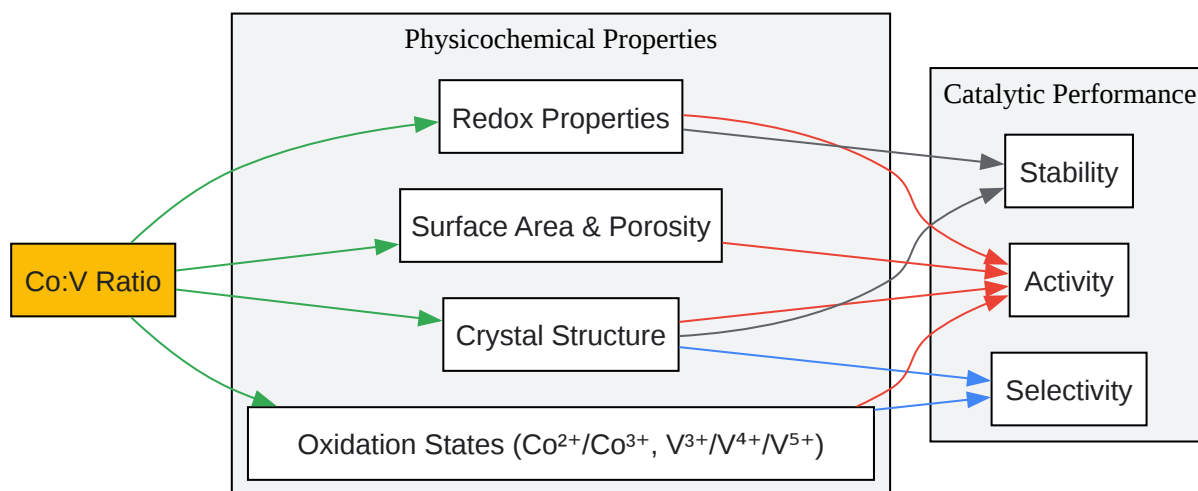 Physicochemical Properties
Catalytic Performance
Redox Properties
Stability
Surface Area & Porosity
Co:V Ratio
Activity
Crystal Structure
Selectivity
Oxidation States (Co²⁺/Co³⁺, V³⁺/V⁴⁺/V⁵⁺)